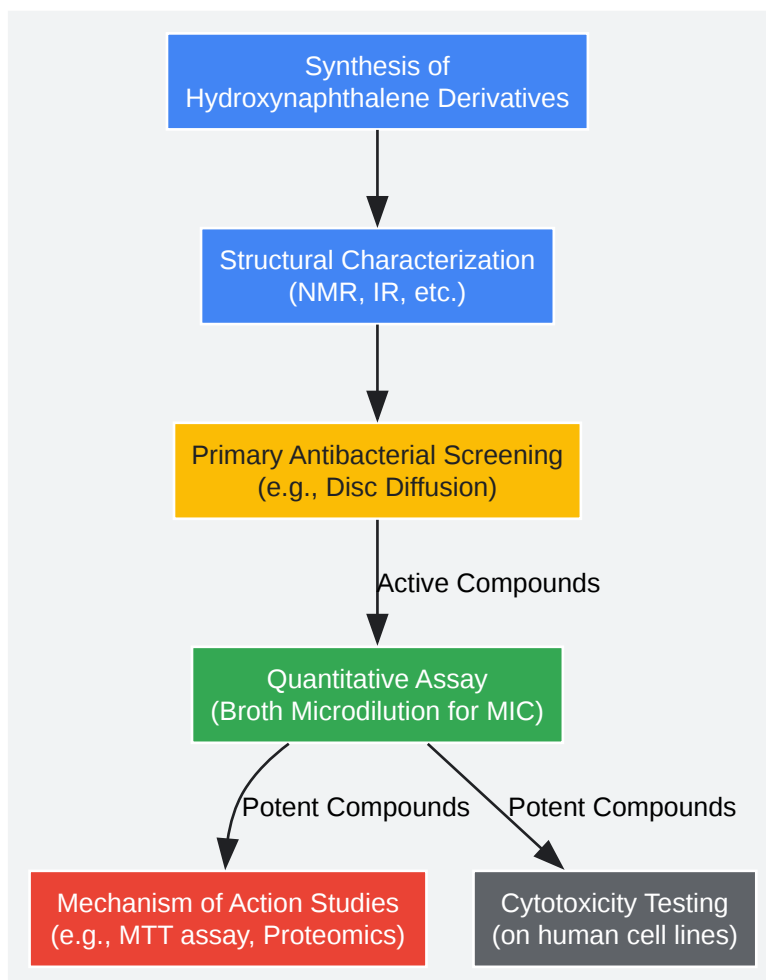 Synthesis of
Hydroxynaphthalene Derivatives
Structural Characterization
(NMR, IR, etc.)
Primary Antibacterial Screening
(e.g., Disc Diffusion)
Active Compounds
Quantitative Assay
(Broth Microdilution for MIC)
Potent Compounds
Potent Compounds
Mechanism of Action Studies
(e.g., MTT assay, Proteomics)
Cytotoxicity Testing
(on human cell lines)